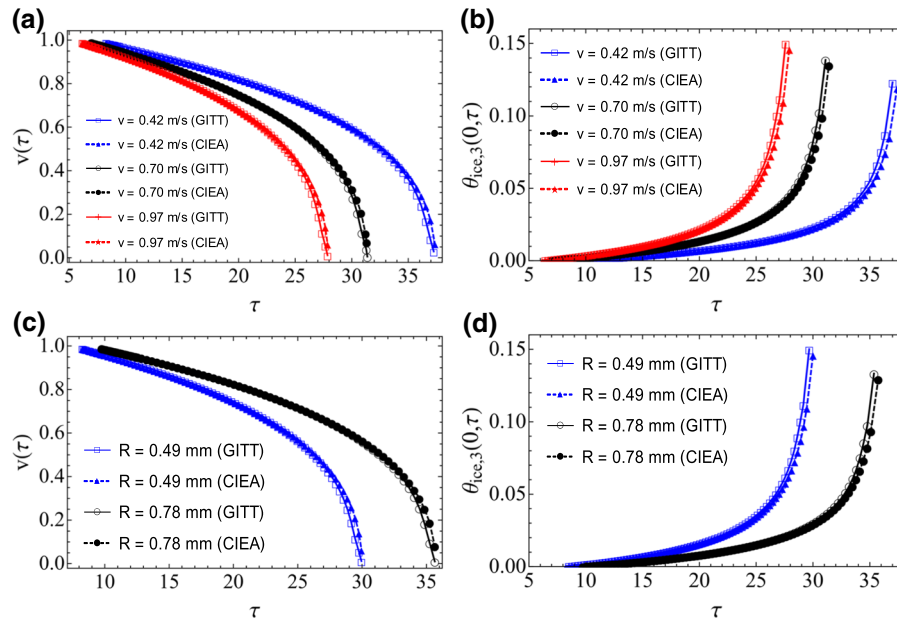 (a)
1.0
0.8
0.6
0.4
0.2
0.0
v(τ)
v = 0.42 m/s (GITT)
v = 0.42 m/s (CIEA)
v = 0.70 m/s (GITT)
v = 0.70 m/s (CIEA)
v = 0.97 m/s (GITT)
v = 0.97 m/s (CIEA)
5 10 15 20 25 30 35
τ
(b)
0.15
0.10
0.05
0.00
θice,3(0,τ)
v = 0.42 m/s (GITT)
v = 0.42 m/s (CIEA)
v = 0.70 m/s (GITT)
v = 0.70 m/s (CIEA)
v = 0.97 m/s (GITT)
v = 0.97 m/s (CIEA)
5 10 15 20 25 30 35
τ
(c)
1.0
0.8
0.6
0.4
0.2
0.0
v(τ)
R = 0.49 mm (GITT)
R = 0.49 mm (CIEA)
R = 0.78 mm (GITT)
R = 0.78 mm (CIEA)
10 15 20 25 30 35
τ
(d)
0.15
0.10
0.05
0.00
θice,3(0,τ)
R = 0.49 mm (GITT)
R = 0.49 mm (CIEA)
R = 0.78 mm (GITT)
R = 0.78 mm (CIEA)
5 10 15 20 25 30 35
τ